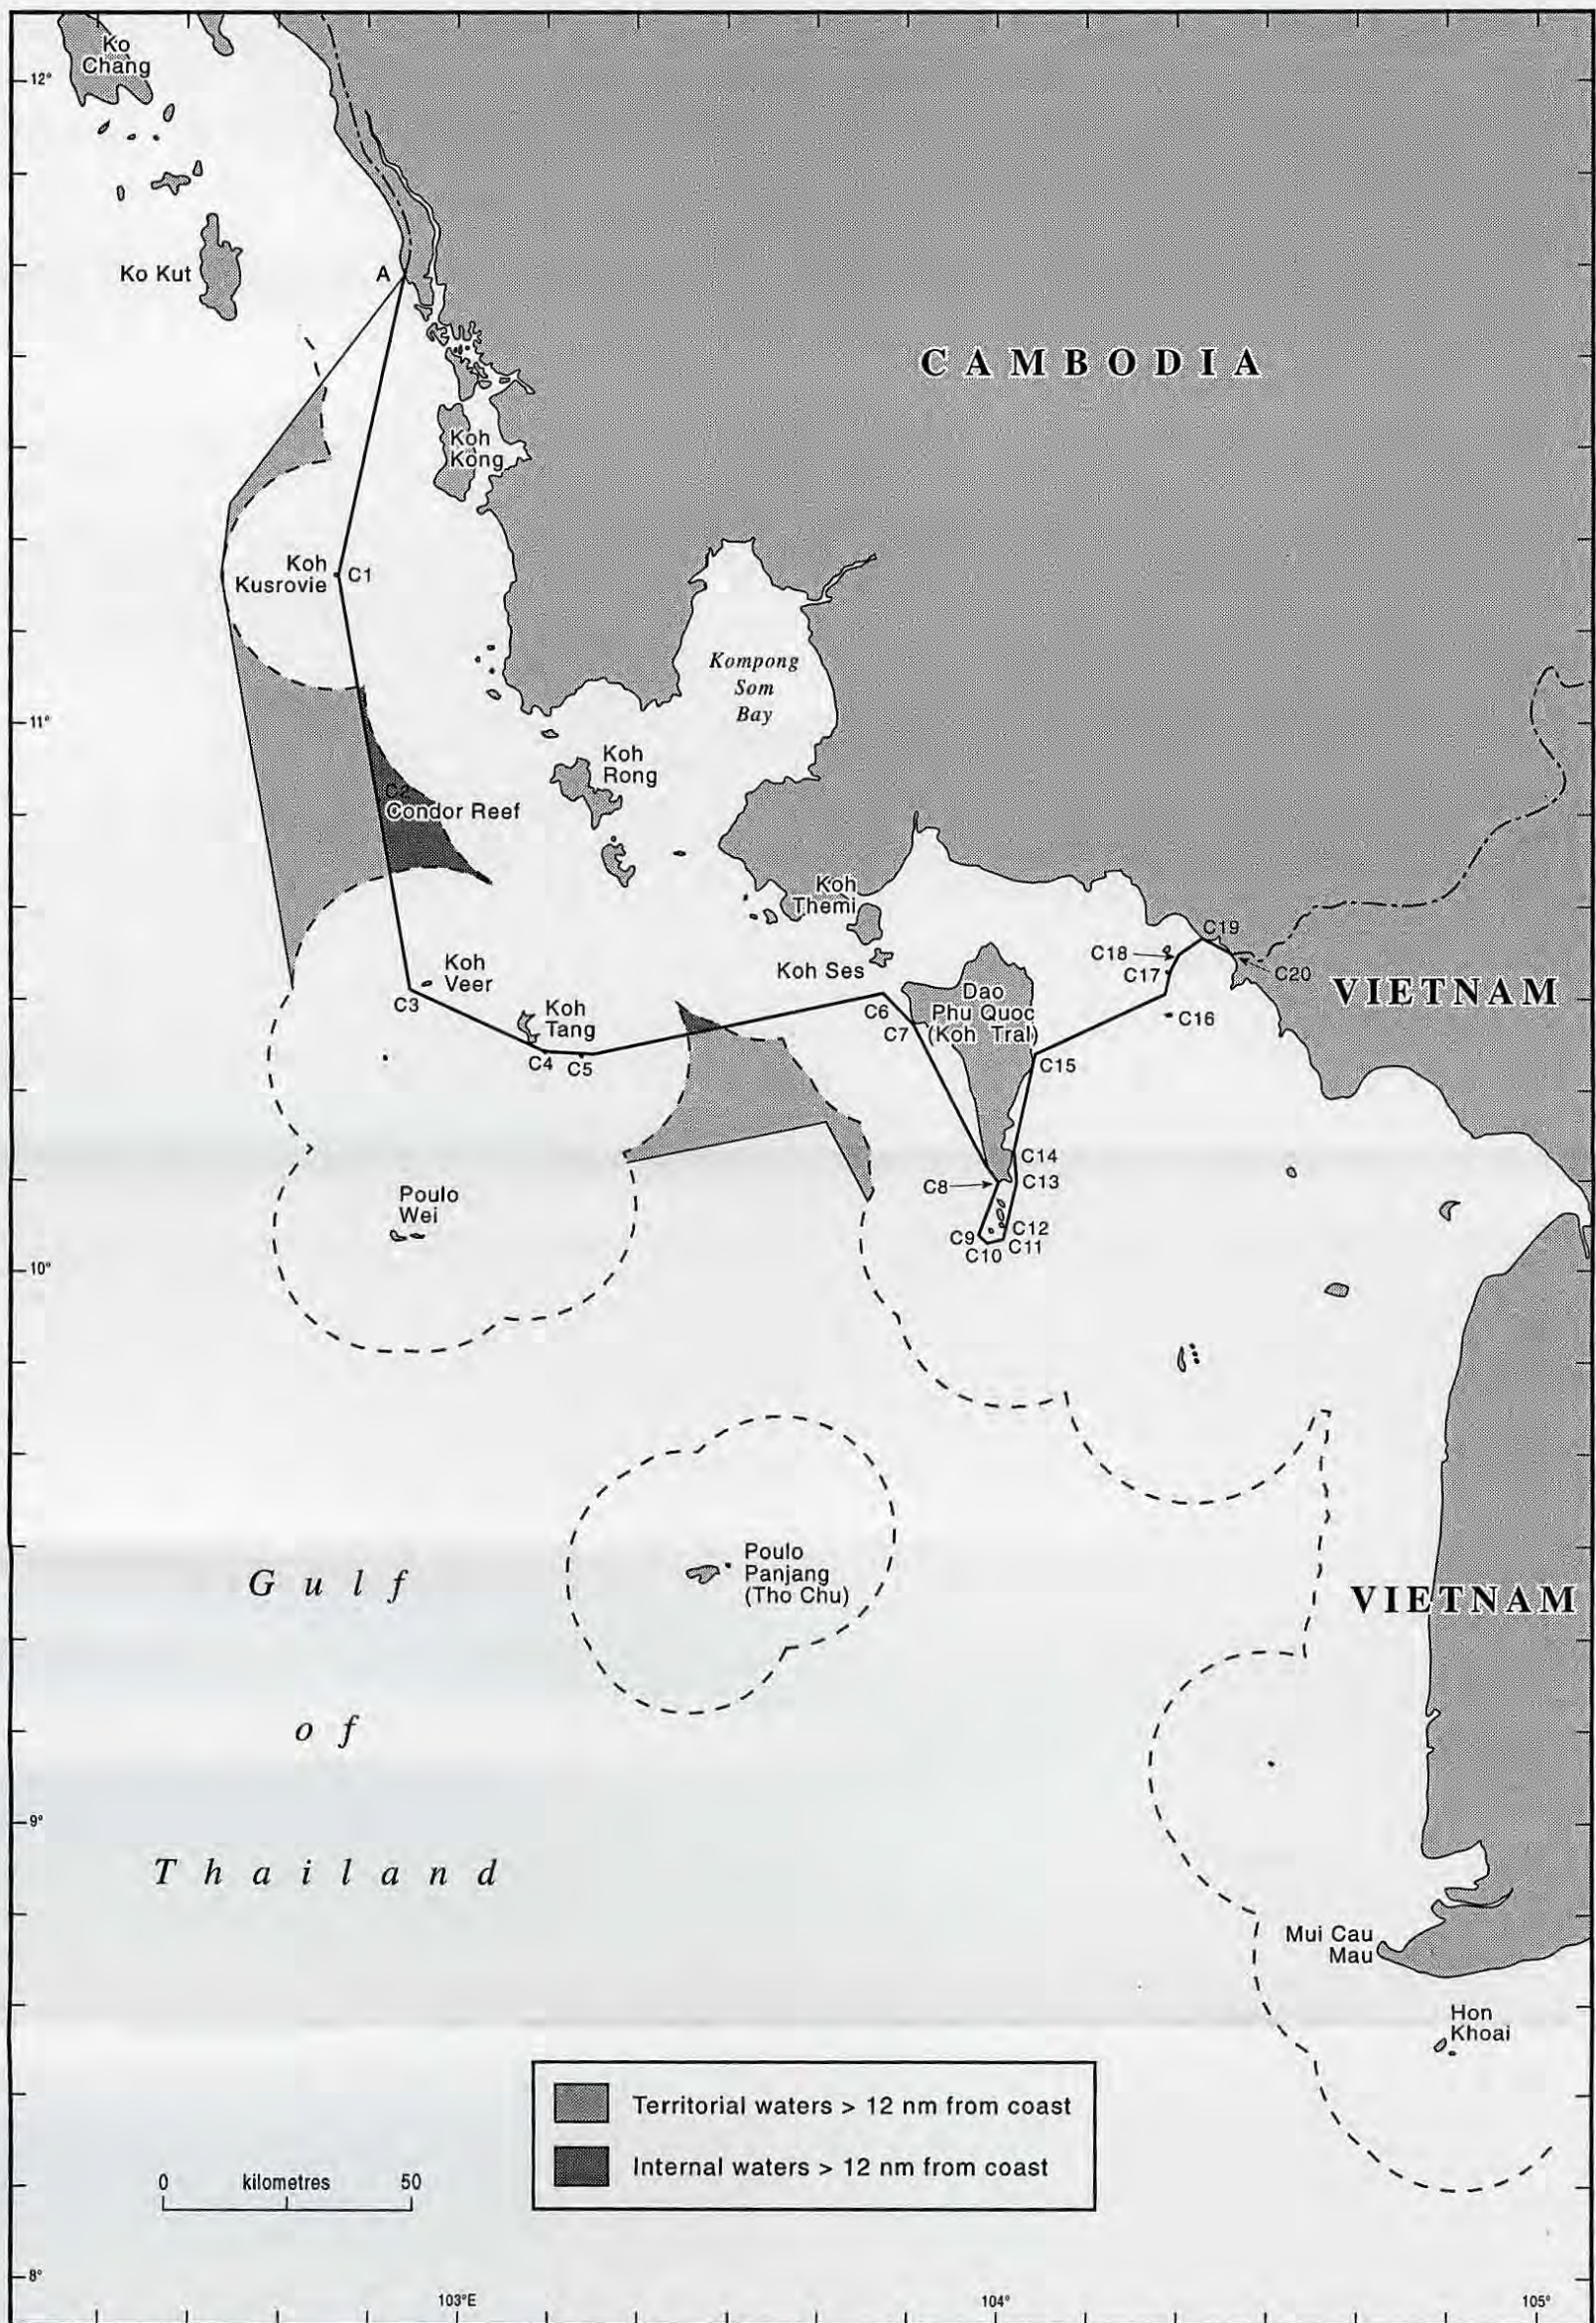 Ko
Chang
12°
Ko Kut
A
CAMBODIA
Koh
Kong
Koh
Kusrovie
C1
Kompong
Som
Bay
11°
Koh
Rong
C2
Condor Reef
Koh
Themi
C19
C18
C17
C20
Koh Ses
Koh
Veer
C3
Dao
Phu Quoc
(Koh Tral)
VIETNAM
C6
C7
C16
Koh
Tang
C4
C5
C15
C14
C13
C8
Poulo
Wei
C9
C12
C10
C11
10°
Poulo
Panjang
(Tho Chu)
Gulf
VIETNAM
of
9°
Thailand
Mui Cau
Mau
Hon
Khoai
Territorial waters > 12 nm from coast
Internal waters > 12 nm from coast
0 kilometres 50
8°
103°E
104°
105°